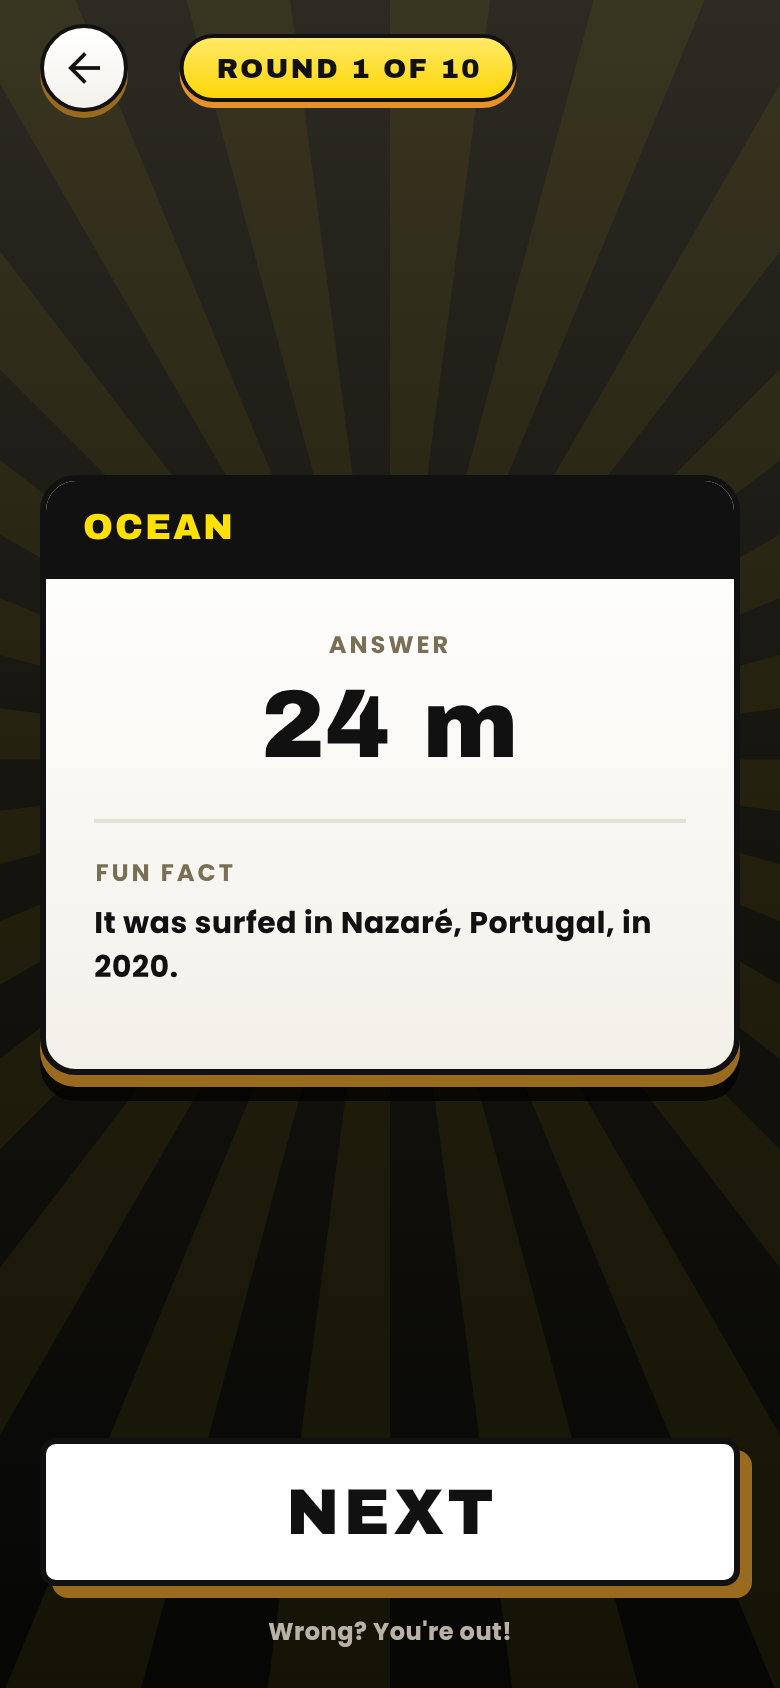 ROUND 1 OF 10
OCEAN
ANSWER
24 m
FUN FACT
It was surfed in Nazaré, Portugal, in
2020.
NEXT
Wrong? You're out!